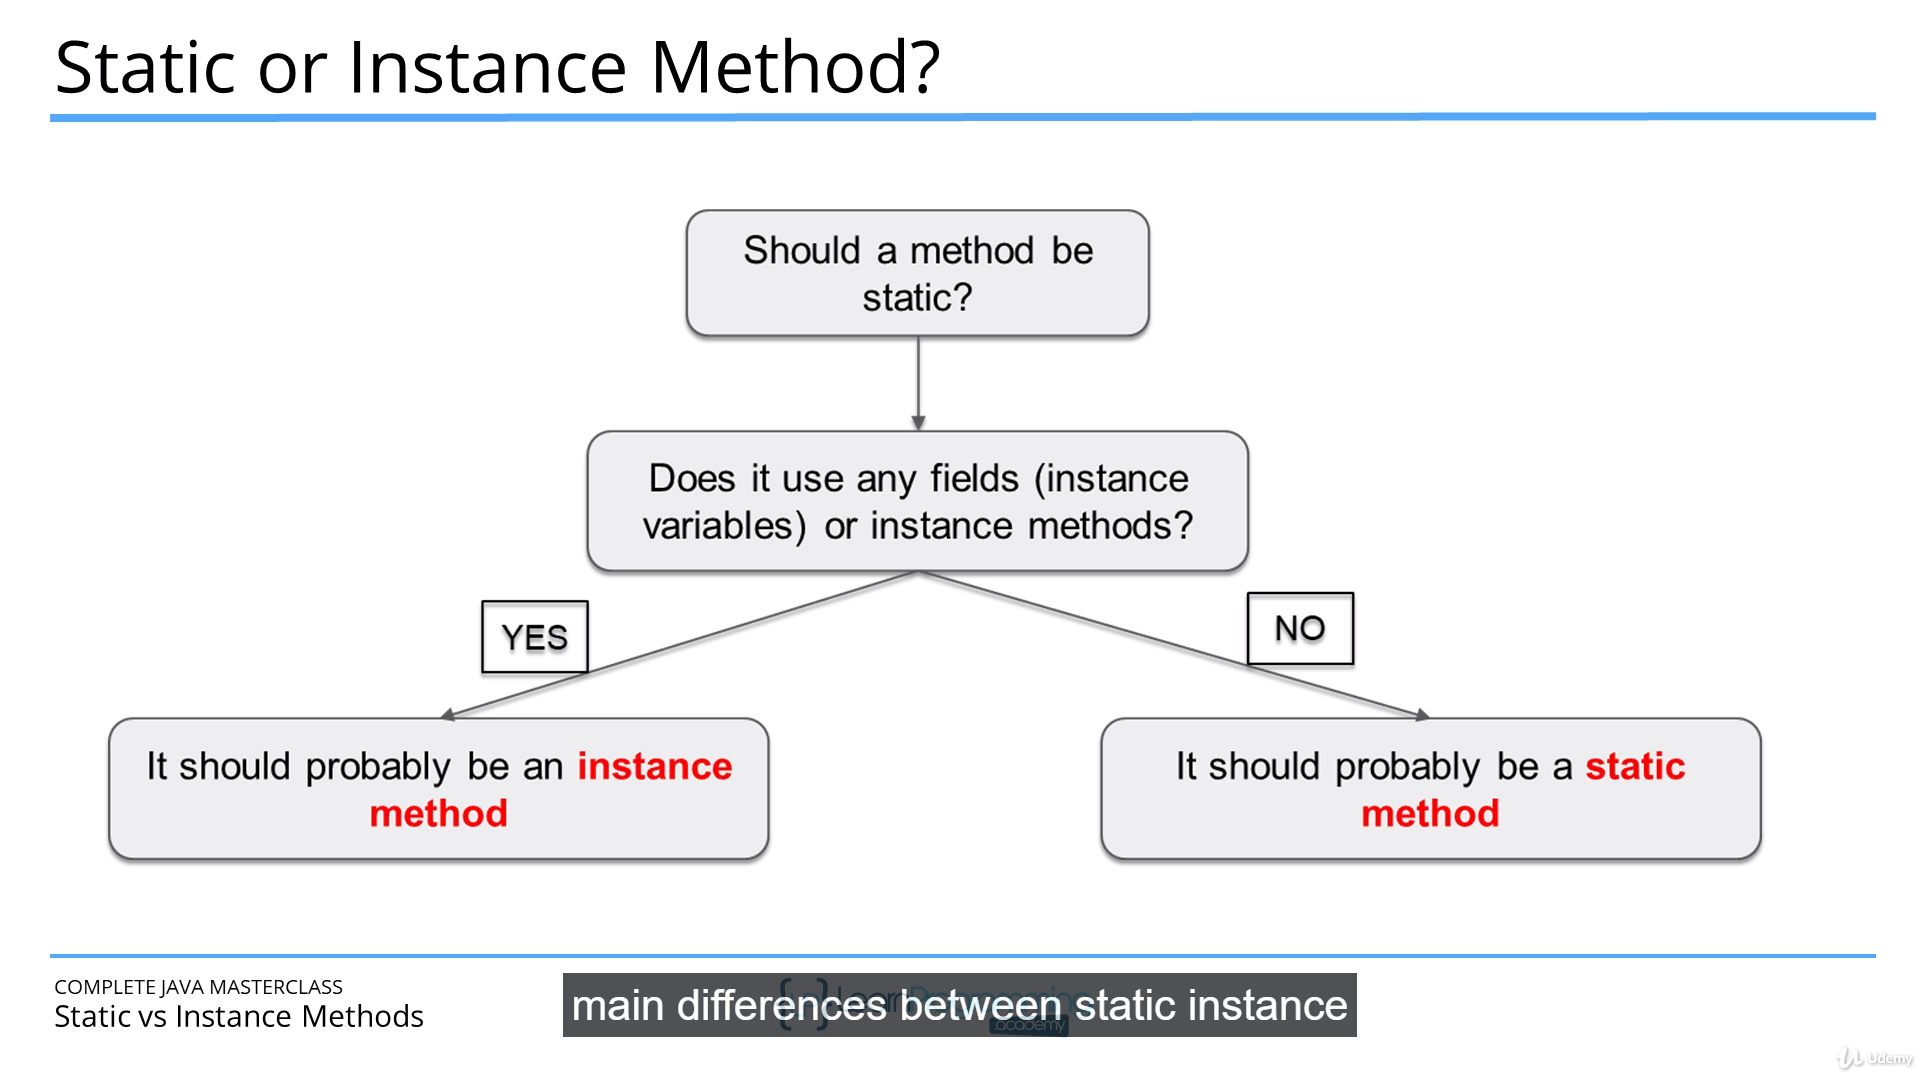 Static or Instance Method?
Should a method be
static?
Does it use any fields (instance
variables) or instance methods?
YES
NO
It should probably be an instance
method
It should probably be a static
method
COMPLETE JAVA MASTERCLASS
Static vs Instance Methods
main differences between static instance
academy
Udemy